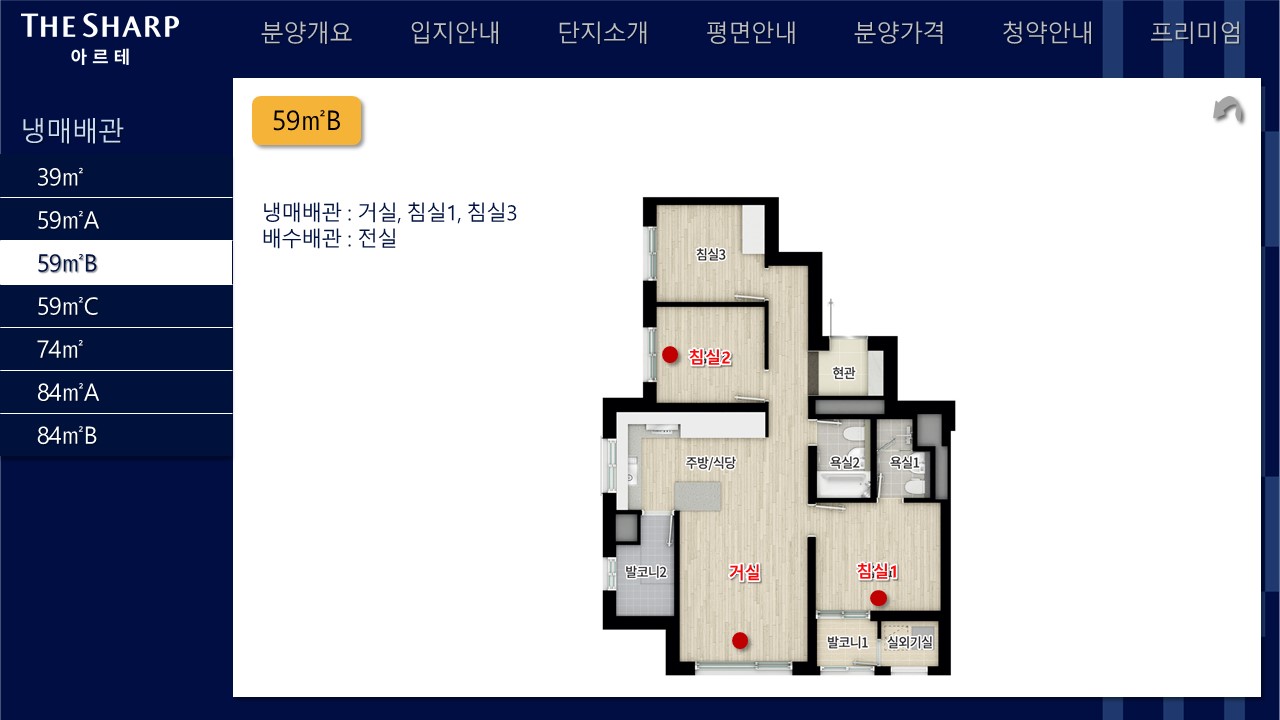 THE SHARP
아르테
분양개요 입지안내 단지소개 평면안내 분양가격 청약안내 프리미엄
냉매배관
39㎡
59㎡A
59㎡B
59㎡C
74㎡
84㎡A
84㎡B
59㎡B
냉매배관 : 거실, 침실1, 침실3
배수배관 : 전실
침실3
침실2
현관
주방/식당
욕실2
욕실1
발코니2
거실
침실1
발코니1
실외기실